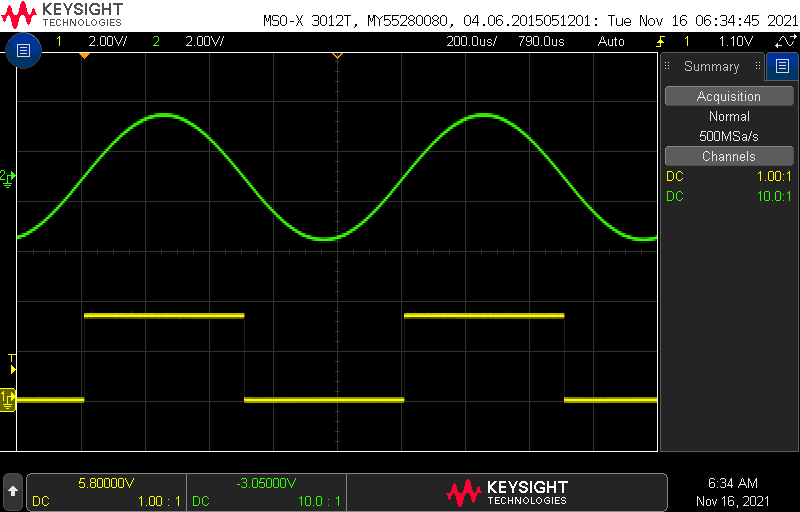 KEYSIGHT
TECHNOLOGIES
MSO-X 3012T, MY55280080, 04.06.2015051201: Tue Nov 16 06:34:45 2021
1 2.00V/ 2 2.00V/ 200.0us/ 790.0us Auto 1 1.10V
Summary
Acquisition
Normal
500MSa/s
Channels
DC 1.00:1
DC 10.0:1
2
T
1
5.80000V
DC 1.00 : 1
-3.05000V
DC 10.0 : 1
KEYSIGHT
TECHNOLOGIES
6:34 AM
Nov 16, 2021